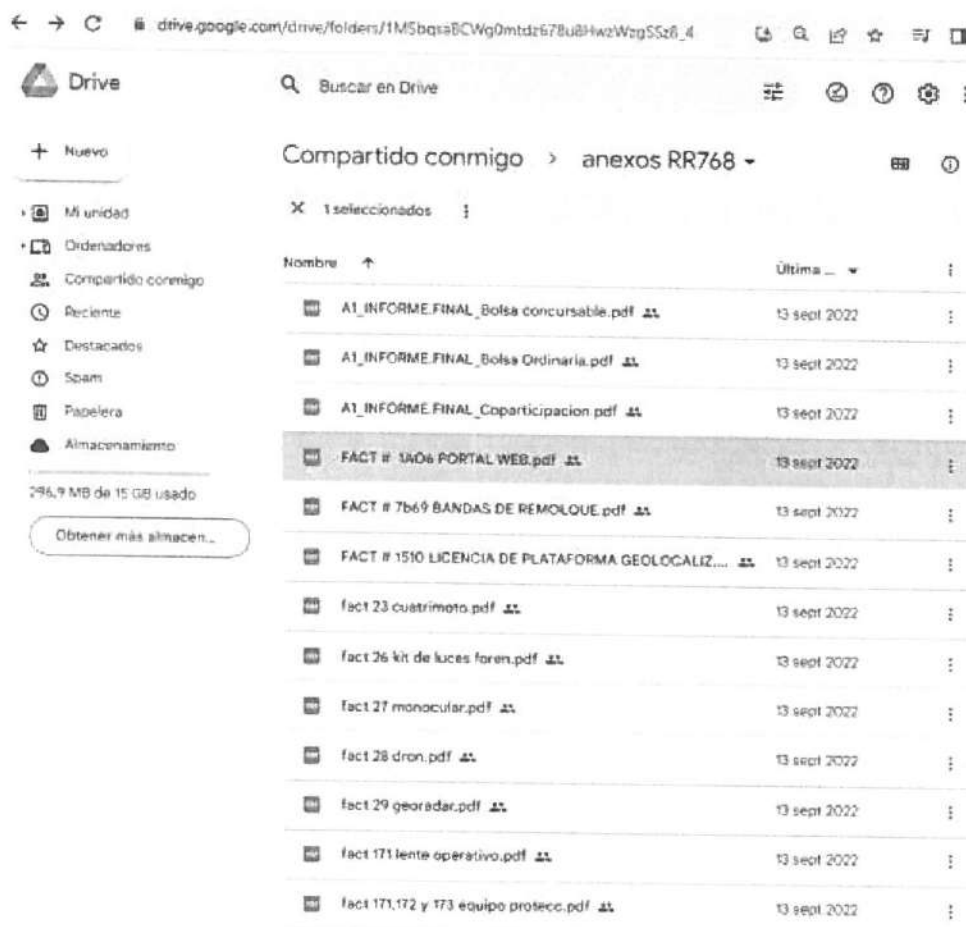 drive.google.com/drive/folders/
Drive
Buscar en Drive
Nuevo
Compartido conmigo > anexos RR768
1 seleccionados
Mi unidad
Ordenadores
Compartido conmigo
Reciente
Destacados
Spam
Papelera
Almacenamiento
296,9 MB de 15 GB usado
Obtener más almacen...
Nombre
Última ...
A1_INFORME.FINAL_Bolsa concursable.pdf 13 sept 2022
A1_INFORME.FINAL_Bolsa Ordinaria.pdf 13 sept 2022
A1_INFORME.FINAL_Coparticipacion.pdf 13 sept 2022
FACT # 1A06 PORTAL WEB.pdf 13 sept 2022
FACT # 7b69 BANDAS DE REMOLQUE.pdf 13 sept 2022
FACT # 1510 LICENCIA DE PLATAFORMA GEOLOCALIZ.... 13 sept 2022
fact 23 cuatrimoto.pdf 13 sept 2022
fact 26 kit de luces foren.pdf 13 sept 2022
fact 27 monocular.pdf 13 sept 2022
fact 28 dron.pdf 13 sept 2022
fact 29 georadar.pdf 13 sept 2022
fact 171 lente operativo.pdf 13 sept 2022
fact 171,172 y 173 equipo protecc.pdf 13 sept 2022